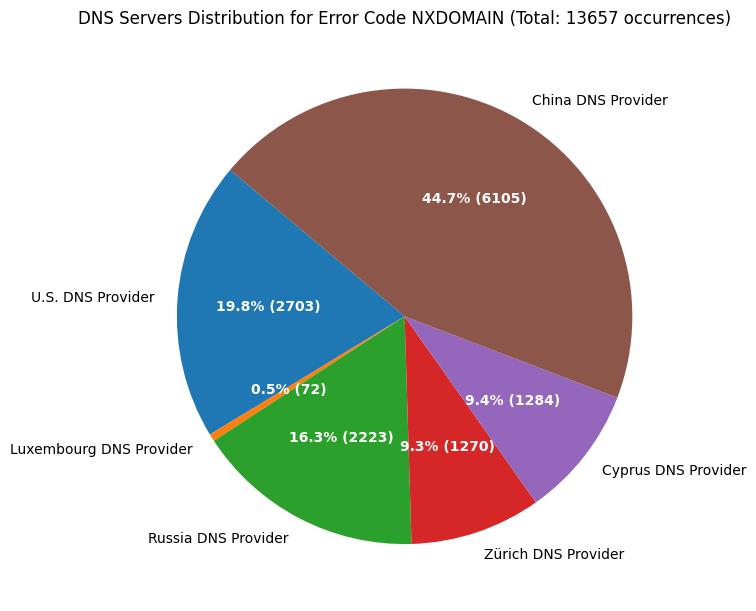 DNS Servers Distribution for Error Code NXDOMAIN (Total: 13657 occurrences)
China DNS Provider
44.7% (6105)
U.S. DNS Provider
19.8% (2703)
0.5% (72)
9.4% (1284)
16.3% (2223)
9.3% (1270)
Luxembourg DNS Provider
Cyprus DNS Provider
Russia DNS Provider
Zürich DNS Provider